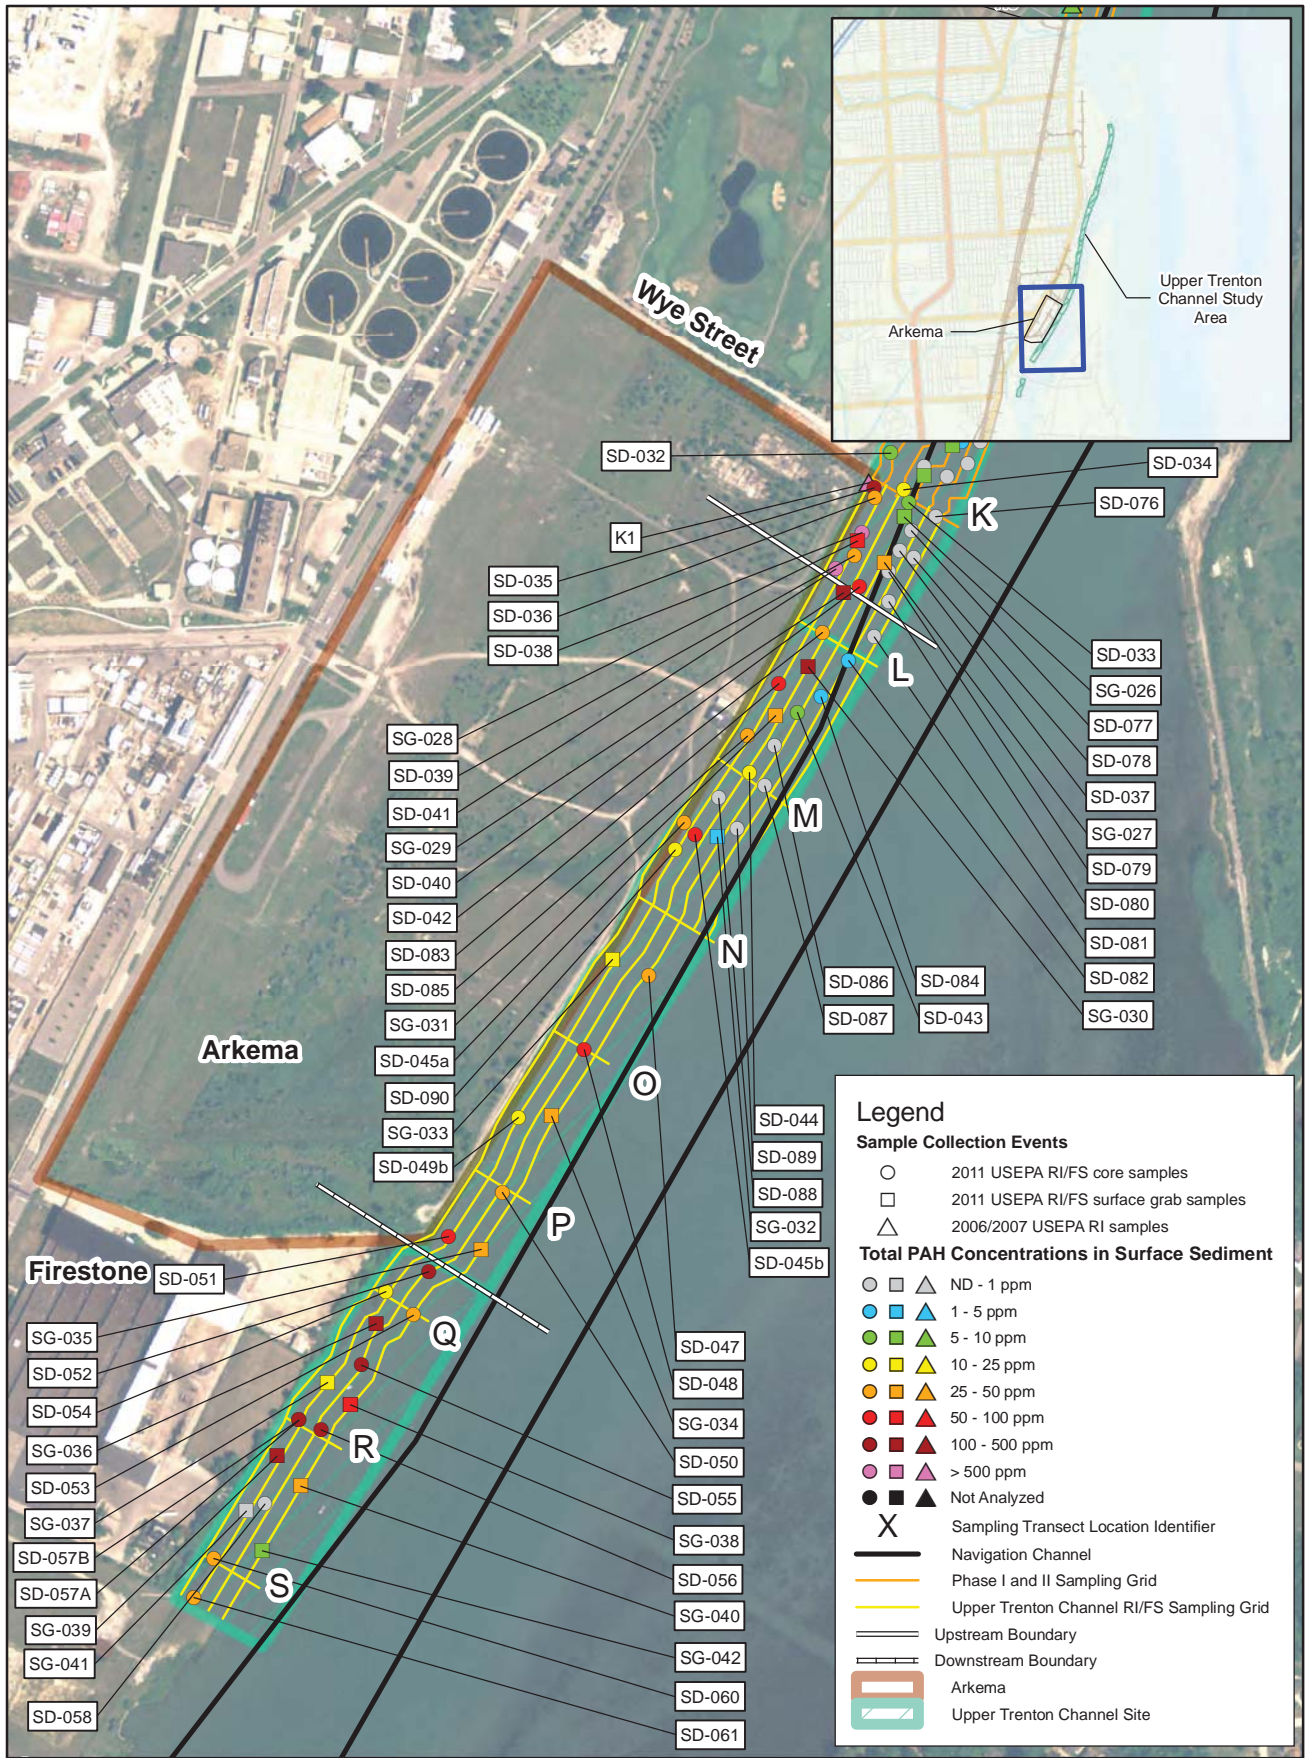 Upper Trenton
Channel Study
Area
Arkema
Wye Street
SD-032
SD-034
K
SD-076
K1
SD-035
SD-036
SD-038
SD-033
SG-026
SD-077
SD-078
SD-037
SG-027
SD-079
SD-080
SD-081
SD-082
SG-030
L
SG-028
SD-039
SD-041
SG-029
SD-040
SD-042
SD-083
SD-085
SG-031
SD-045a
SD-090
SG-033
SD-049b
M
N
SD-086
SD-084
SD-087
SD-043
Arkema
O
SD-044
SD-089
SD-088
SG-032
SD-045b
P
Firestone
SD-051
SG-035
SD-052
SD-054
SG-036
SD-053
SG-037
SD-057B
SD-057A
SG-039
SG-041
SD-058
Q
R
S
SD-047
SD-048
SG-034
SD-050
SD-055
SG-038
SD-056
SG-040
SG-042
SD-060
SD-061
Legend
Sample Collection Events
2011 USEPA RI/FS core samples
2011 USEPA RI/FS surface grab samples
2006/2007 USEPA RI samples
Total PAH Concentrations in Surface Sediment
ND - 1 ppm
1 - 5 ppm
5 - 10 ppm
10 - 25 ppm
25 - 50 ppm
50 - 100 ppm
100 - 500 ppm
> 500 ppm
Not Analyzed
X Sampling Transect Location Identifier
Navigation Channel
Phase I and II Sampling Grid
Upper Trenton Channel RI/FS Sampling Grid
Upstream Boundary
Downstream Boundary
Arkema
Upper Trenton Channel Site